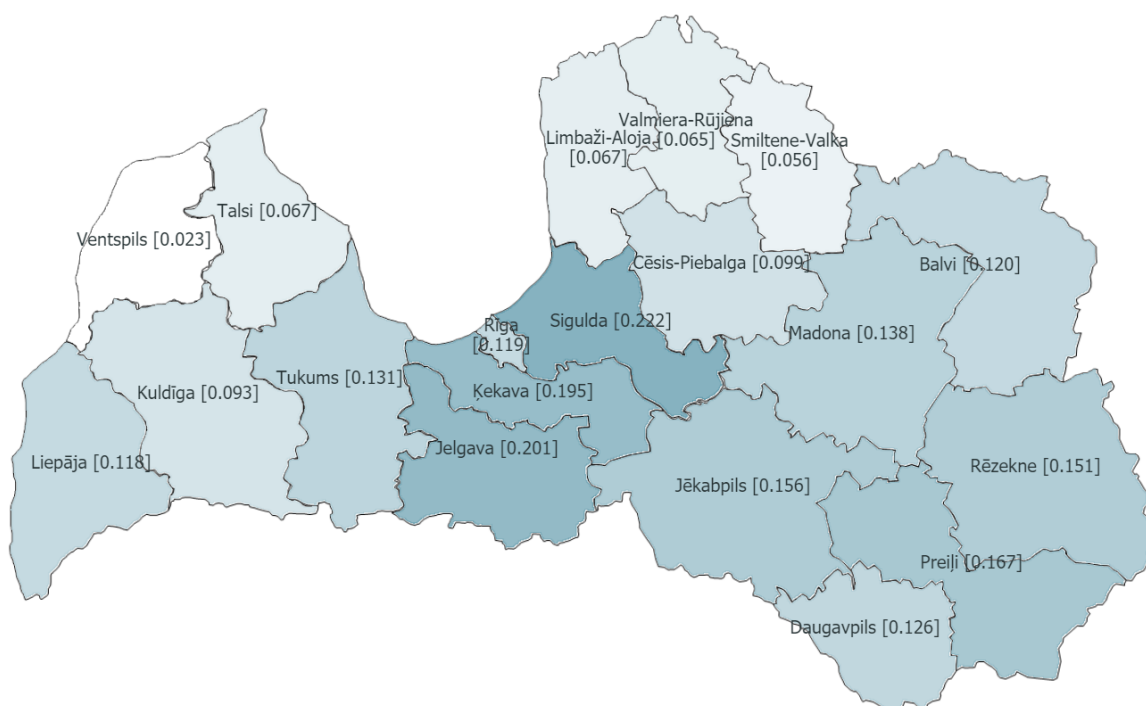 Valmiera-Rūjiena
[0.065]
Limbaži-Aloja
[0.067]
Smiltene-Valka
[0.056]
Talsi [0.067]
Ventspils [0.023]
Cēsis-Piebalga [0.099]
Balvi [0.120]
Rīga
[0.119]
Sigulda [0.222]
Madona [0.138]
Kuldīga [0.093]
Tukums [0.131]
Ķekava [0.195]
Liepāja [0.118]
Jelgava [0.201]
Rēzekne [0.151]
Jēkabpils [0.156]
Preiļi [0.167]
Daugavpils [0.126]